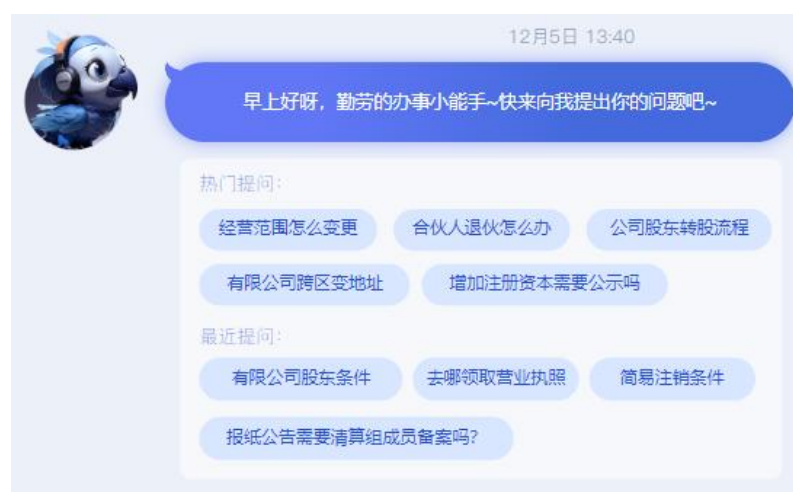 12月5日 13:40
早上好呀，勤劳的办事小能手~快来向我提出你的问题吧~
热门提问：
经营范围怎么变更 合伙人退伙怎么办 公司股东转股流程
有限公司跨区变地址 增加注册资本需要公示吗
最近提问：
有限公司股东条件 去哪领取营业执照 简易注销条件
报纸公告需要清算组成员备案吗?